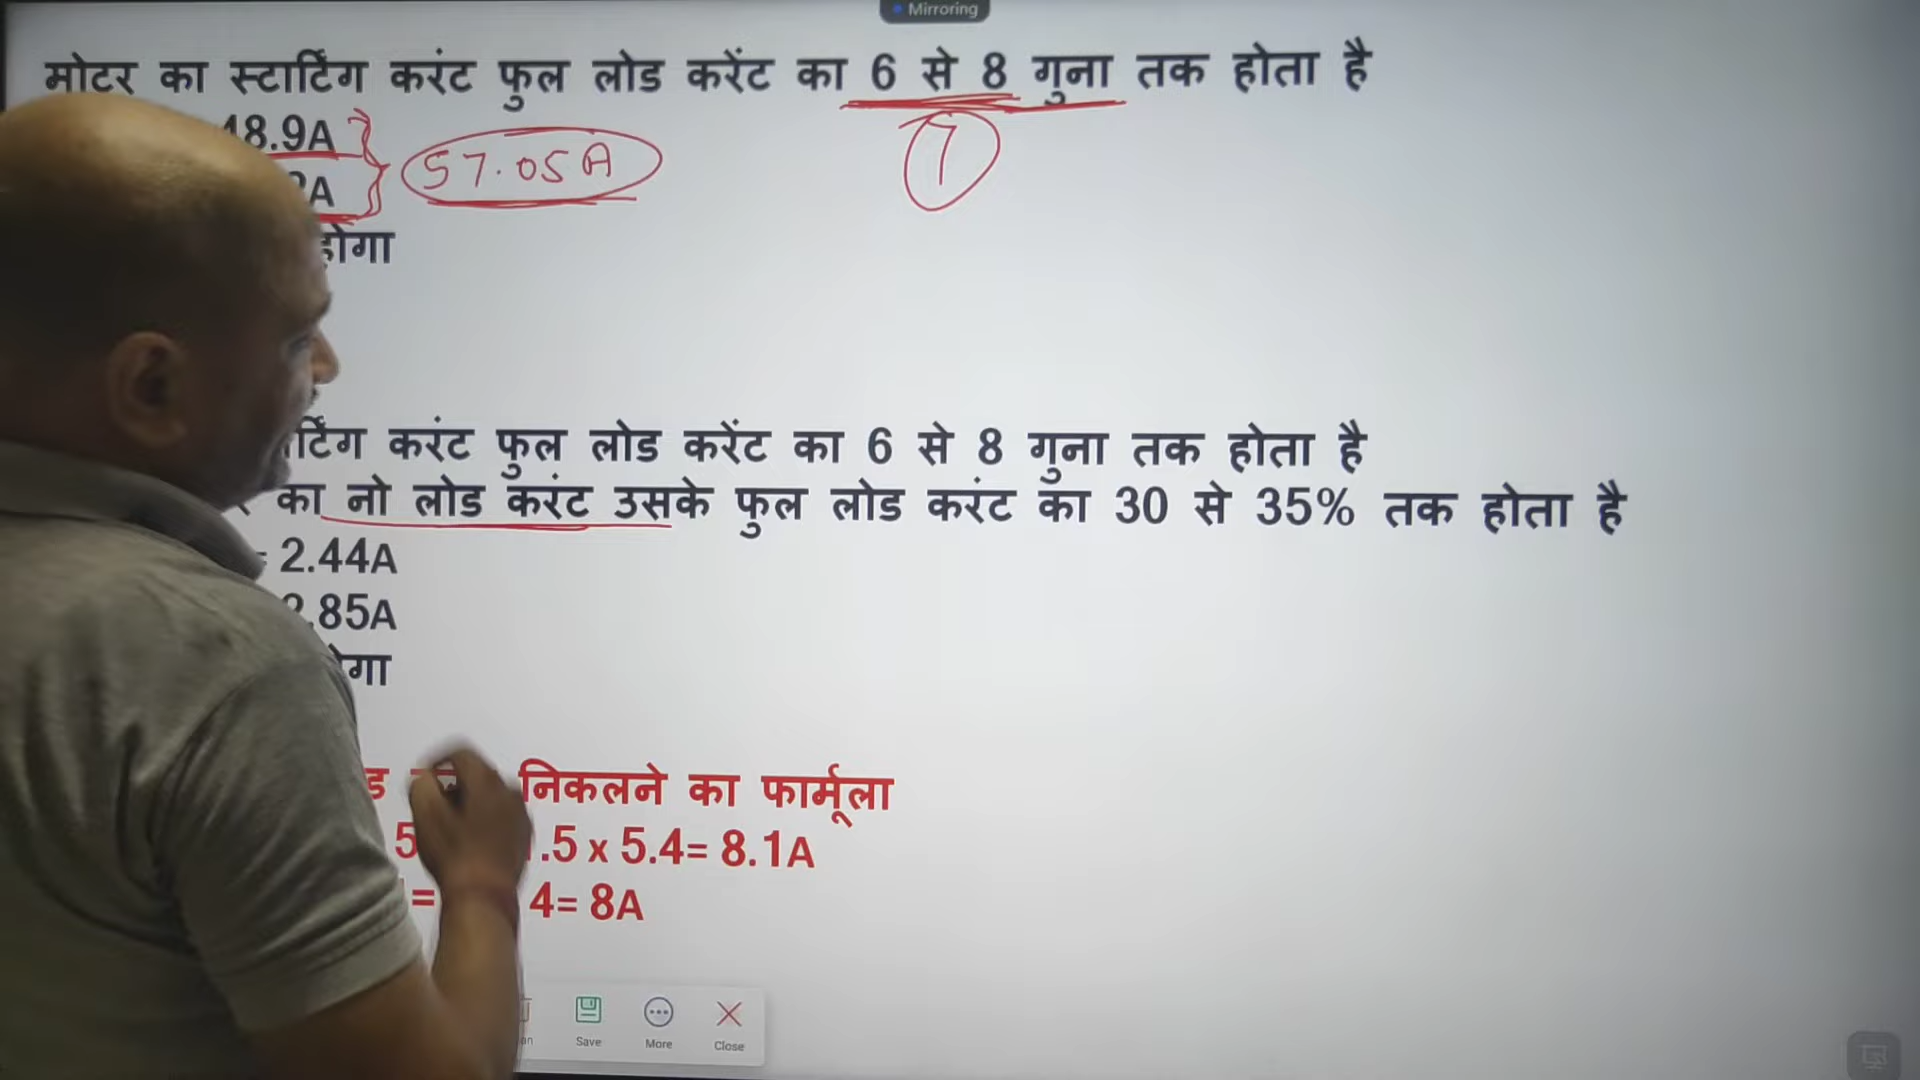 Mirroring
मोटर का स्टार्टिंग करंट फुल लोड करेंट का 6 से 8 गुना तक होता है
48.9A
57.05A
7
A
होगा
करंट फुल लोड करेंट का 6 से 8 गुना तक होता है
का नो लोड करंट उसके फुल लोड करंट का 30 से 35% तक होता है
= 2.44A
2.85A
निकलने का फार्मूला
5 .5 x 5.4= 8.1A
= 4= 8A
Save More Close